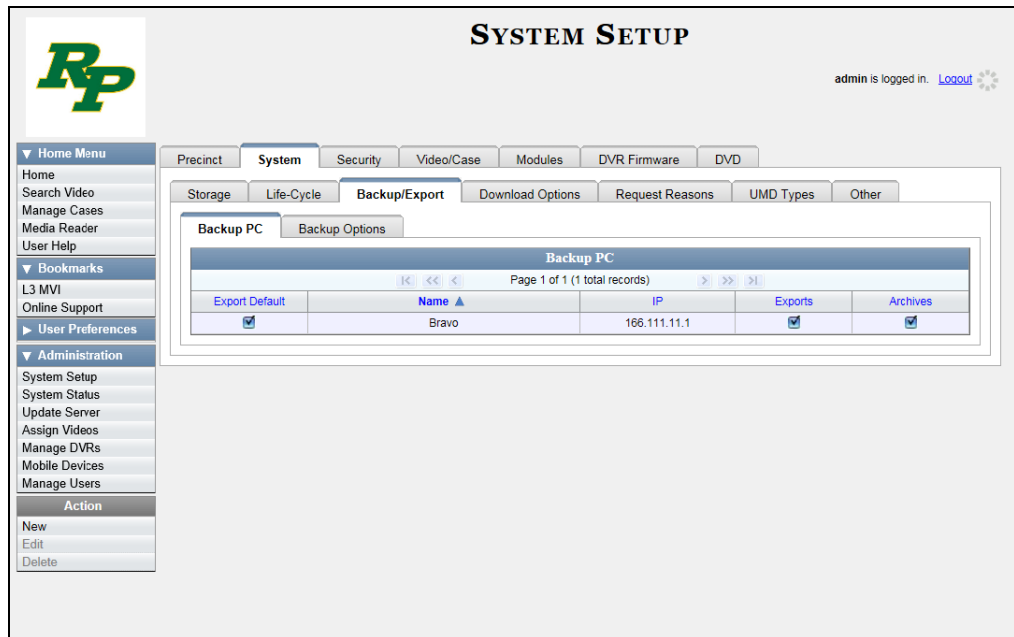 RP
SYSTEM SETUP
admin is logged in. Logout
▼ Home Menu
Home
Search Video
Manage Cases
Media Reader
User Help
▼ Bookmarks
L3 MVI
Online Support
▶ User Preferences
▼ Administration
System Setup
System Status
Update Server
Assign Videos
Manage DVRs
Mobile Devices
Manage Users
Action
New
Edit
Delete
Precinct System Security Video/Case Modules DVR Firmware DVD
Storage Life-Cycle Backup/Export Download Options Request Reasons UMD Types Other
Backup PC Backup Options
Backup PC
|< << < Page 1 of 1 (1 total records) > >> >|
Export Default Name ▲ IP Exports Archives
Bravo 166.111.11.1